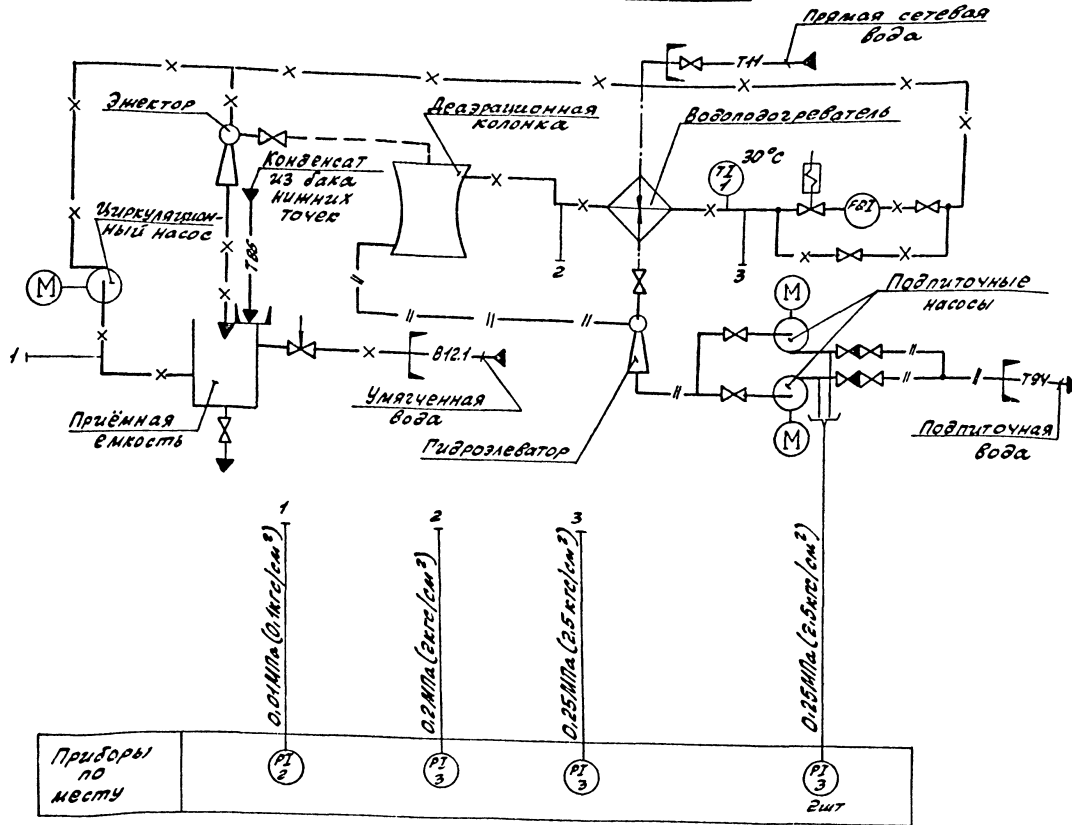 Прямая сетевая
вода
Т11
Эжектор
Деаэрационная
колонка
Водоподогреватель
Конденсат
из бака
нижних
точек
TI
1
30°С
FQI
Циркуляцион-
ный насос
Т86
2
3
М
М
Подпиточные
насосы
1
В12.1
Умягченная
вода
Т94
Приёмная
емкость
Гидроэлеватор
М
Подпиточная
вода
1
2
3
0,01МПа (0,1кгс/см²)
0,2МПа (2кгс/см²)
0,25МПа (2,5кгс/см²)
0,25МПа (2,5кгс/см²)
Приборы
по
месту
PI
2
PI
3
PI
3
PI
3
2шт